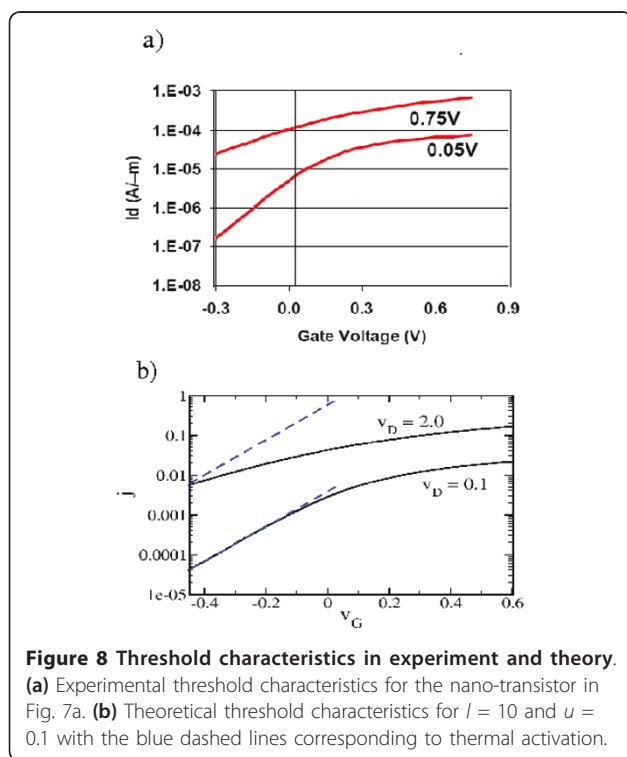 a)
1.E-03
1.E-04
1.E-05
1.E-06
1.E-07
1.E-08
Id (A/–m)
0.75V
0.05V
-0.3 0.0 0.3 0.6 0.9
Gate Voltage (V)
b)
1
0.1
0.01
0.001
0.0001
1e-05
j
v_D = 2.0
v_D = 0.1
-0.4 -0.2 0 0.2 0.4 0.6
v_G
Figure 8 Threshold characteristics in experiment and theory.
(a) Experimental threshold characteristics for the nano-transistor in
Fig. 7a. (b) Theoretical threshold characteristics for l = 10 and u =
0.1 with the blue dashed lines corresponding to thermal activation.